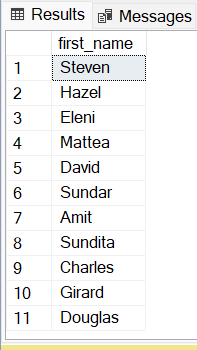 Results Messages
first_name
1 Steven
2 Hazel
3 Eleni
4 Mattea
5 David
6 Sundar
7 Amit
8 Sundita
9 Charles
10 Girard
11 Douglas